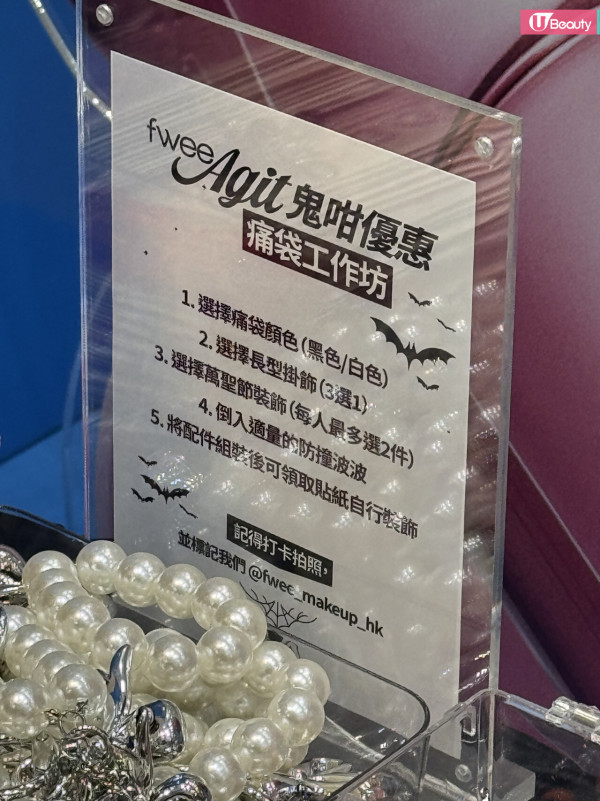 U Beauty
fwee Agit 鬼咁優惠
痛袋工作坊
1. 選擇痛袋顏色 (黑色/白色)
2. 選擇長型掛飾 (3選1)
3. 選擇萬聖節裝飾 (每人最多選2件)
4. 倒入適量的防撞波波
5. 將配件組裝後可領取貼紙自行裝飾
記得打卡拍照，
並標記我們 @fwee_makeup_hk